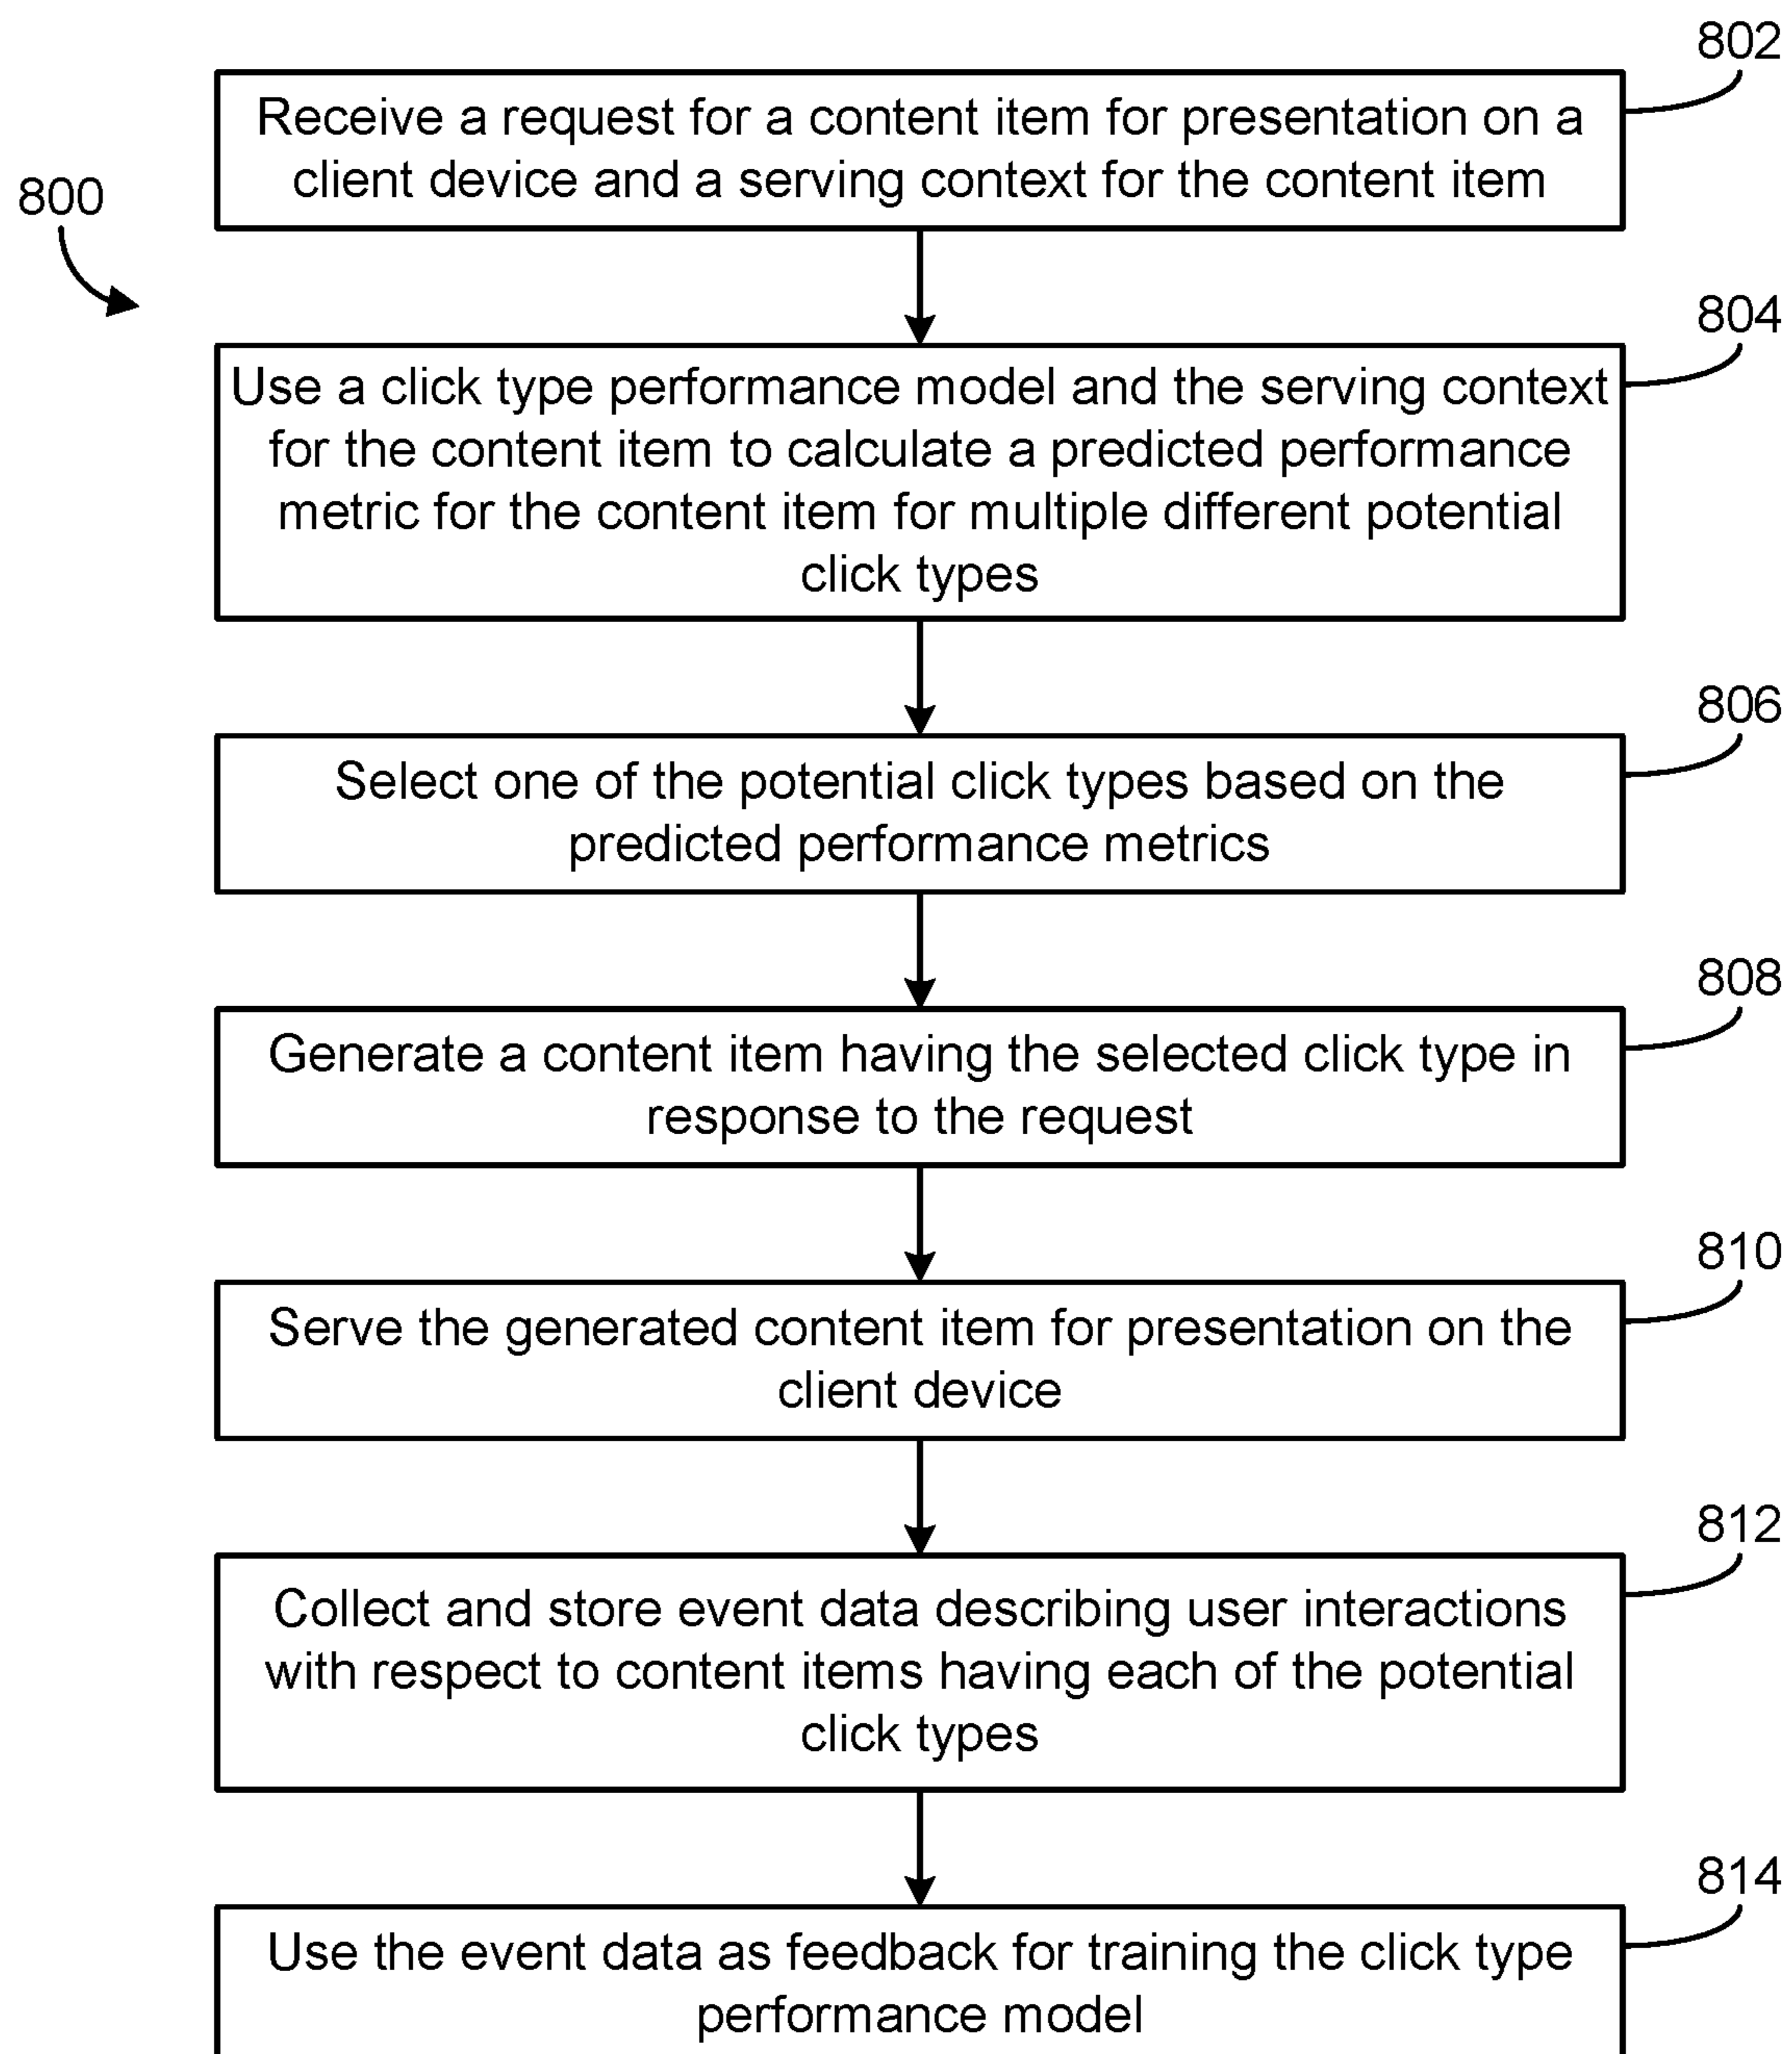 802
Receive a request for a content item for presentation on a
client device and a serving context for the content item
800
804
Use a click type performance model and the serving context
for the content item to calculate a predicted performance
metric for the content item for multiple different potential
click types
806
Select one of the potential click types based on the
predicted performance metrics
808
Generate a content item having the selected click type in
response to the request
810
Serve the generated content item for presentation on the
client device
812
Collect and store event data describing user interactions
with respect to content items having each of the potential
click types
814
Use the event data as feedback for training the click type
performance model